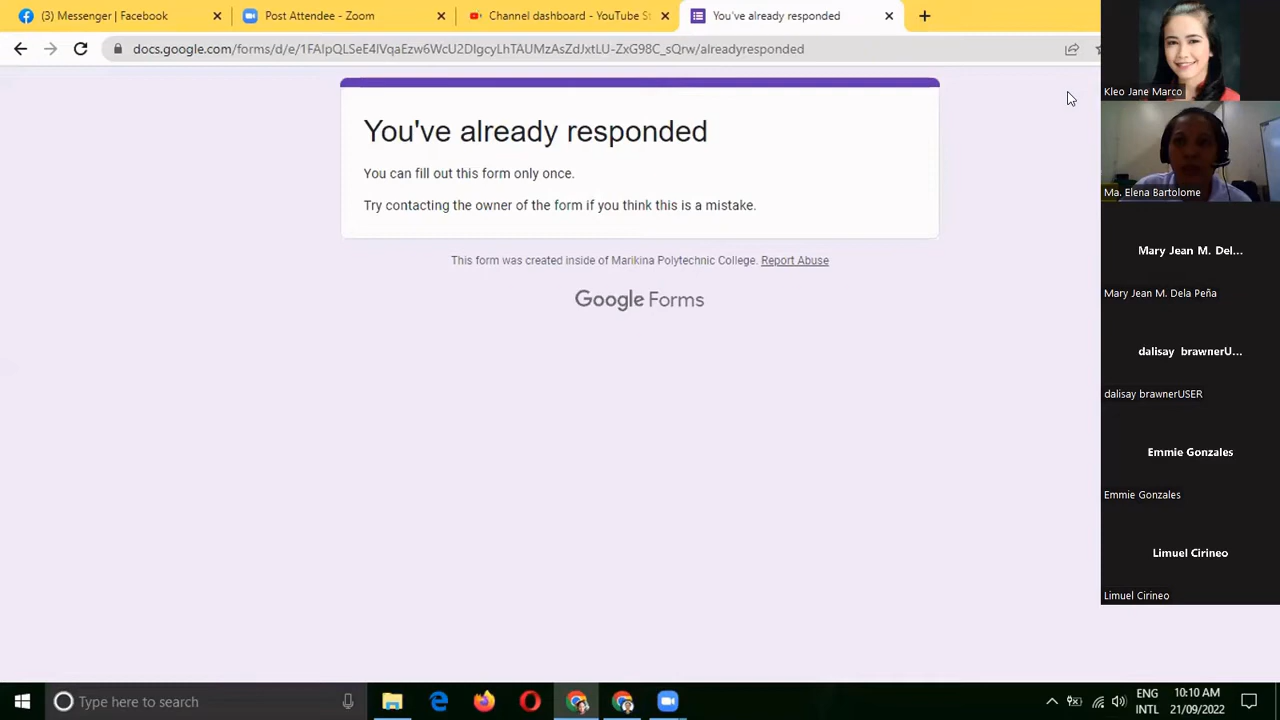 (3) Messenger | Facebook
Post Attendee - Zoom
Channel dashboard - YouTube St
You've already responded
docs.google.com/forms/d/e/1FAIpQLSeE4lVqaEzw6WcU2DlgcyLhTAUMzAsZdJxtLU-ZxG98C_sQrw/alreadyresponded
You've already responded
You can fill out this form only once.
Try contacting the owner of the form if you think this is a mistake.
This form was created inside of Marikina Polytechnic College. Report Abuse
Google Forms
Kleo Jane Marco
Ma. Elena Bartolome
Mary Jean M. Del...
Mary Jean M. Dela Peña
dalisay brawnerU...
dalisay brawnerUSER
Emmie Gonzales
Emmie Gonzales
Limuel Cirineo
Limuel Cirineo
Type here to search
ENG
INTL
10:10 AM
21/09/2022